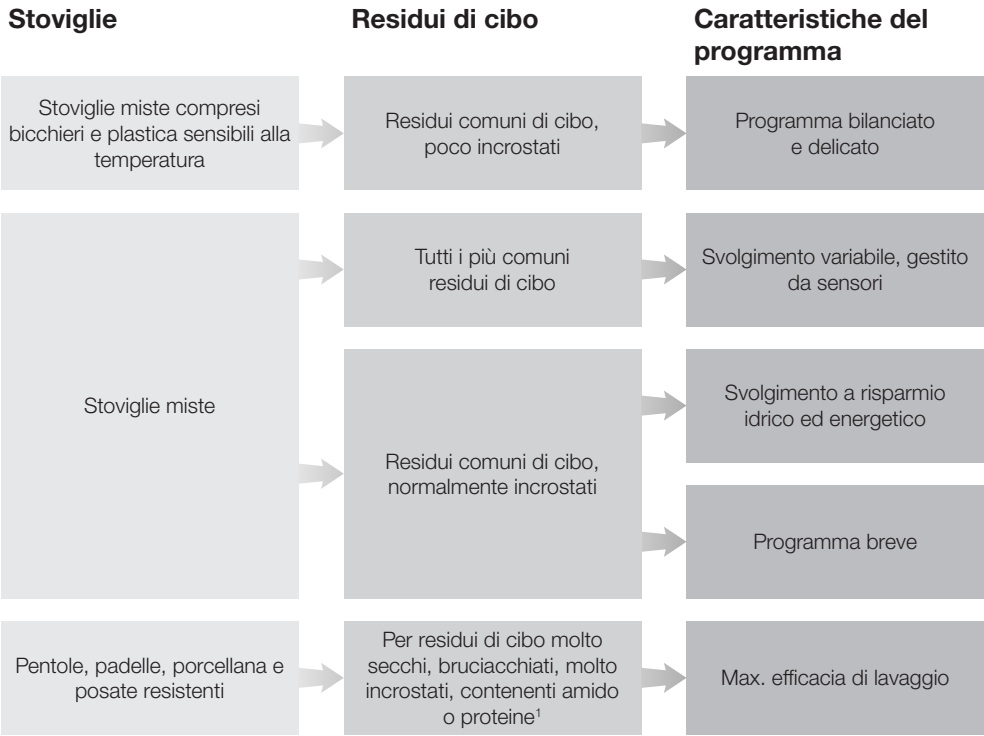 Stoviglie
Residui di cibo
Caratteristiche del
programma
Stoviglie miste compresi
bicchieri e plastica sensibili alla
temperatura
Residui comuni di cibo,
poco incrostati
Programma bilanciato
e delicato
Stoviglie miste
Tutti i più comuni
residui di cibo
Svolgimento variabile, gestito
da sensori
Residui comuni di cibo,
normalmente incrostati
Svolgimento a risparmio
idrico ed energetico
Programma breve
Pentole, padelle, porcellana e
posate resistenti
Per residui di cibo molto
secchi, bruciacchiati, molto
incrostati, contenenti amido
o proteine¹
Max. efficacia di lavaggio